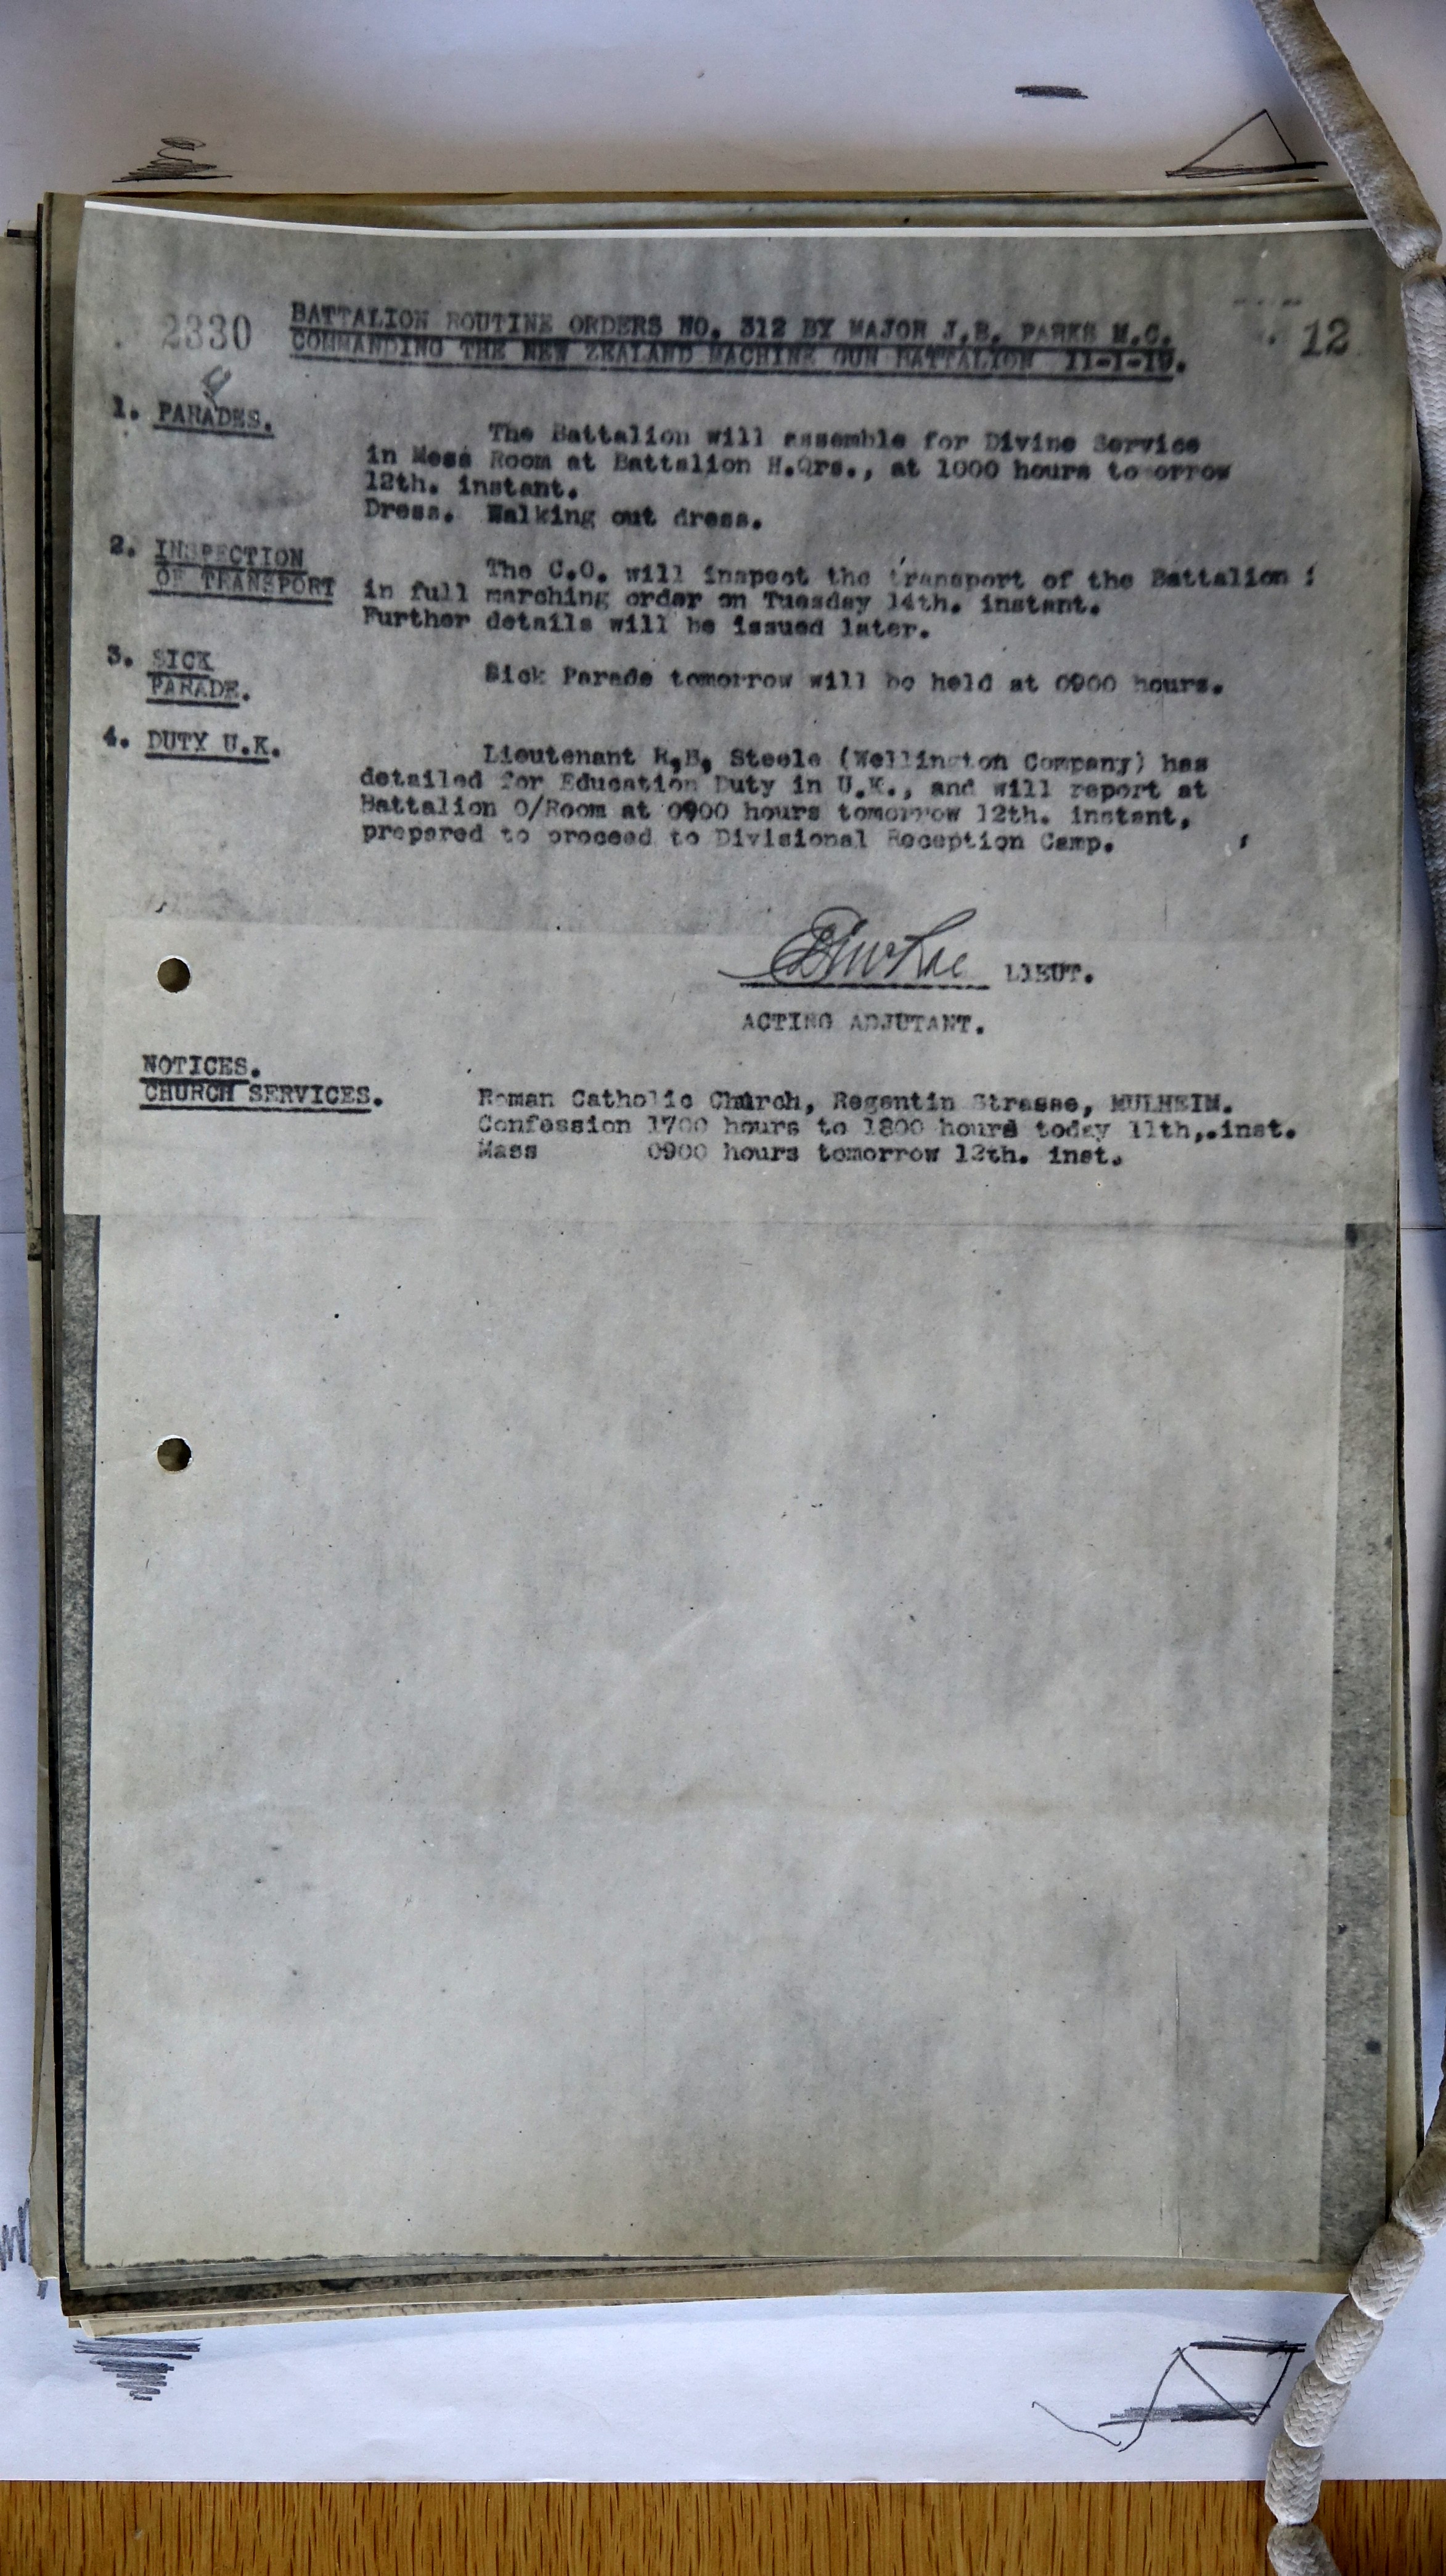 2330
BATTALION ROUTINE ORDERS NO. 312 BY MAJOR J.B. PARKS M.C.
COMMANDING THE NEW ZEALAND MACHINE GUN BATTALION 11-1-19.
12
1. PARADES.
The Battalion will assemble for Divine Service
in Mess Room at Battalion H.Qrs., at 1000 hours to orrow
12th. instant.
Dress. Walking out dress.
2. INSPECTION
OF TRANSPORT
The C.O. will inspect the transport of the Battalion
in full marching order on Tuesday 14th. instant.
Further details will be issued later.
3. SICK
PARADE.
Sick Parade tomorrow will be held at 0900 hours.
4. DUTY U.K.
Lieutenant R,B, Steele (Wellington Company) has
detailed for Education Duty in U.K., and will report at
Battalion O/Room at 0900 hours tomorrow 12th. instant,
prepared to proceed to Divisional Reception Camp.
LIEUT.
ACTING ADJUTANT.
NOTICES.
CHURCH SERVICES.
Roman Catholic Church, Regentin Strasse, MULHEIM.
Confession 1700 hours to 1800 hours today 11th,.inst.
Mass 0900 hours tomorrow 12th. inst.